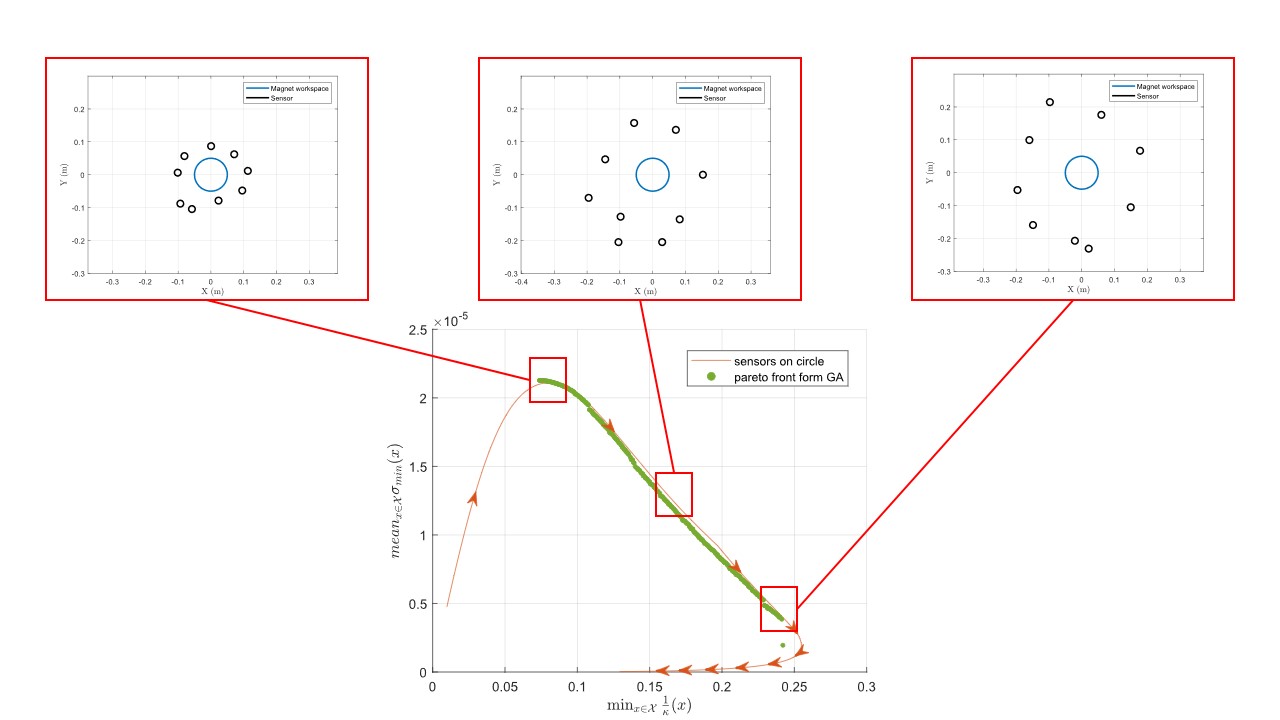 Magnet workspace
Sensor
0.2
0.1
0
-0.1
-0.2
-0.3
-0.3 -0.2 -0.1 0 0.1 0.2 0.3
X (m)
Y (m)
Magnet workspace
Sensor
0.2
0.1
0
-0.1
-0.2
-0.3
-0.4 -0.3 -0.2 -0.1 0 0.1 0.2 0.3
X (m)
Y (m)
Magnet workspace
Sensor
0.2
0.1
0
-0.1
-0.2
-0.3
-0.3 -0.2 -0.1 0 0.1 0.2 0.3
X (m)
Y (m)
×10⁻⁵
2.5
2
1.5
1
0.5
0
0 0.05 0.1 0.15 0.2 0.25 0.3
sensors on circle
pareto front form GA
mean_{x∈𝒳} σ_{min}(x)
min_{x∈𝒳} \frac{1}{κ}(x)